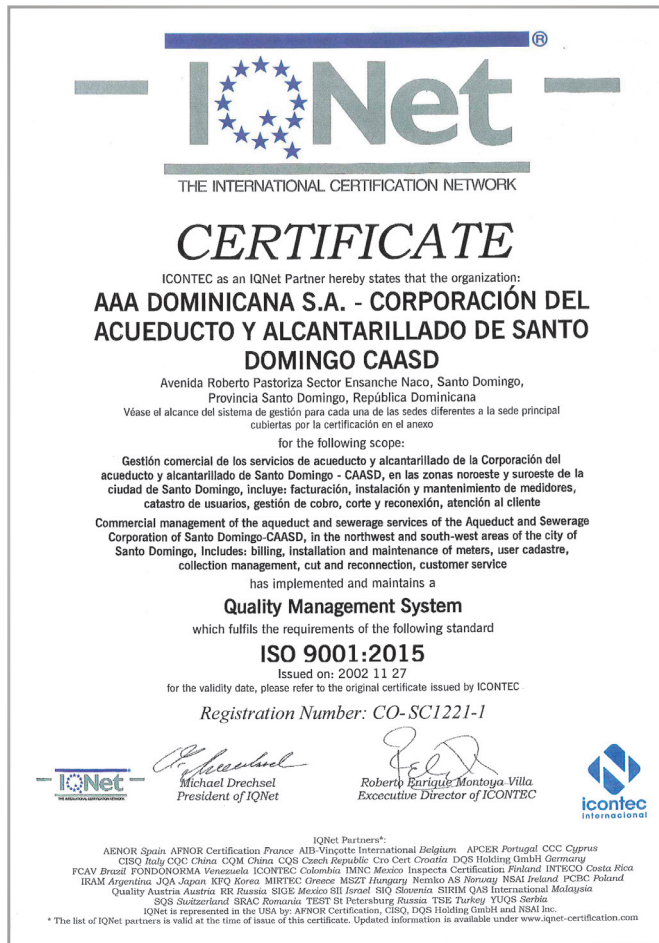 IQNet ®
THE INTERNATIONAL CERTIFICATION NETWORK
CERTIFICATE
ICONTEC as an IQNet Partner hereby states that the organization:
AAA DOMINICANA S.A. - CORPORACIÓN DEL
ACUEDUCTO Y ALCANTARILLADO DE SANTO
DOMINGO CAASD
Avenida Roberto Pastoriza Sector Ensanche Naco, Santo Domingo,
Provincia Santo Domingo, República Dominicana
Véase el alcance del sistema de gestión para cada una de las sedes diferentes a la sede principal
cubiertas por la certificación en el anexo
for the following scope:
Gestión comercial de los servicios de acueducto y alcantarillado de la Corporación del
acueducto y alcantarillado de Santo Domingo - CAASD, en las zonas noroeste y suroeste de la
ciudad de Santo Domingo, incluye: facturación, instalación y mantenimiento de medidores,
catastro de usuarios, gestión de cobro, corte y reconexión, atención al cliente
Commercial management of the aqueduct and sewerage services of the Aqueduct and Sewerage
Corporation of Santo Domingo-CAASD, in the northwest and south-west areas of the city of
Santo Domingo, Includes: billing, installation and maintenance of meters, user cadastre,
collection management, cut and reconnection, customer service
has implemented and maintains a
Quality Management System
which fulfils the requirements of the following standard
ISO 9001:2015
Issued on: 2002 11 27
for the validity date, please refer to the original certificate issued by ICONTEC
Registration Number: CO-SC1221-1
IQNet
THE INTERNATIONAL CERTIFICATION NETWORK
Michael Drechsel
President of IQNet
Roberto Enrique Montoya Villa
Excecutive Director of ICONTEC
icontec
internacional
IQNet Partners*:
AENOR Spain AFNOR Certification France AIB-Vinçotte International Belgium APCER Portugal CCC Cyprus
CISQ Italy CQC China CQM China CQS Czech Republic Cro Cert Croatia DQS Holding GmbH Germany
FCAV Brazil FONDONORMA Venezuela ICONTEC Colombia IMNC Mexico Inspecta Certification Finland INTECO Costa Rica
IRAM Argentina JQA Japan KFQ Korea MIRTEC Greece MSZT Hungary Nemko AS Norway NSAI Ireland PCBC Poland
Quality Austria Austria RR Russia SIGE Mexico SII Israel SIQ Slovenia SIRIM QAS International Malaysia
SQS Switzerland SRAC Romania TEST St Petersburg Russia TSE Turkey YUQS Serbia
IQNet is represented in the USA by: AFNOR Certification, CISQ, DQS Holding GmbH and NSAI Inc.
* The list of IQNet partners is valid at the time of issue of this certificate. Updated information is available under www.iqnet-certification.com